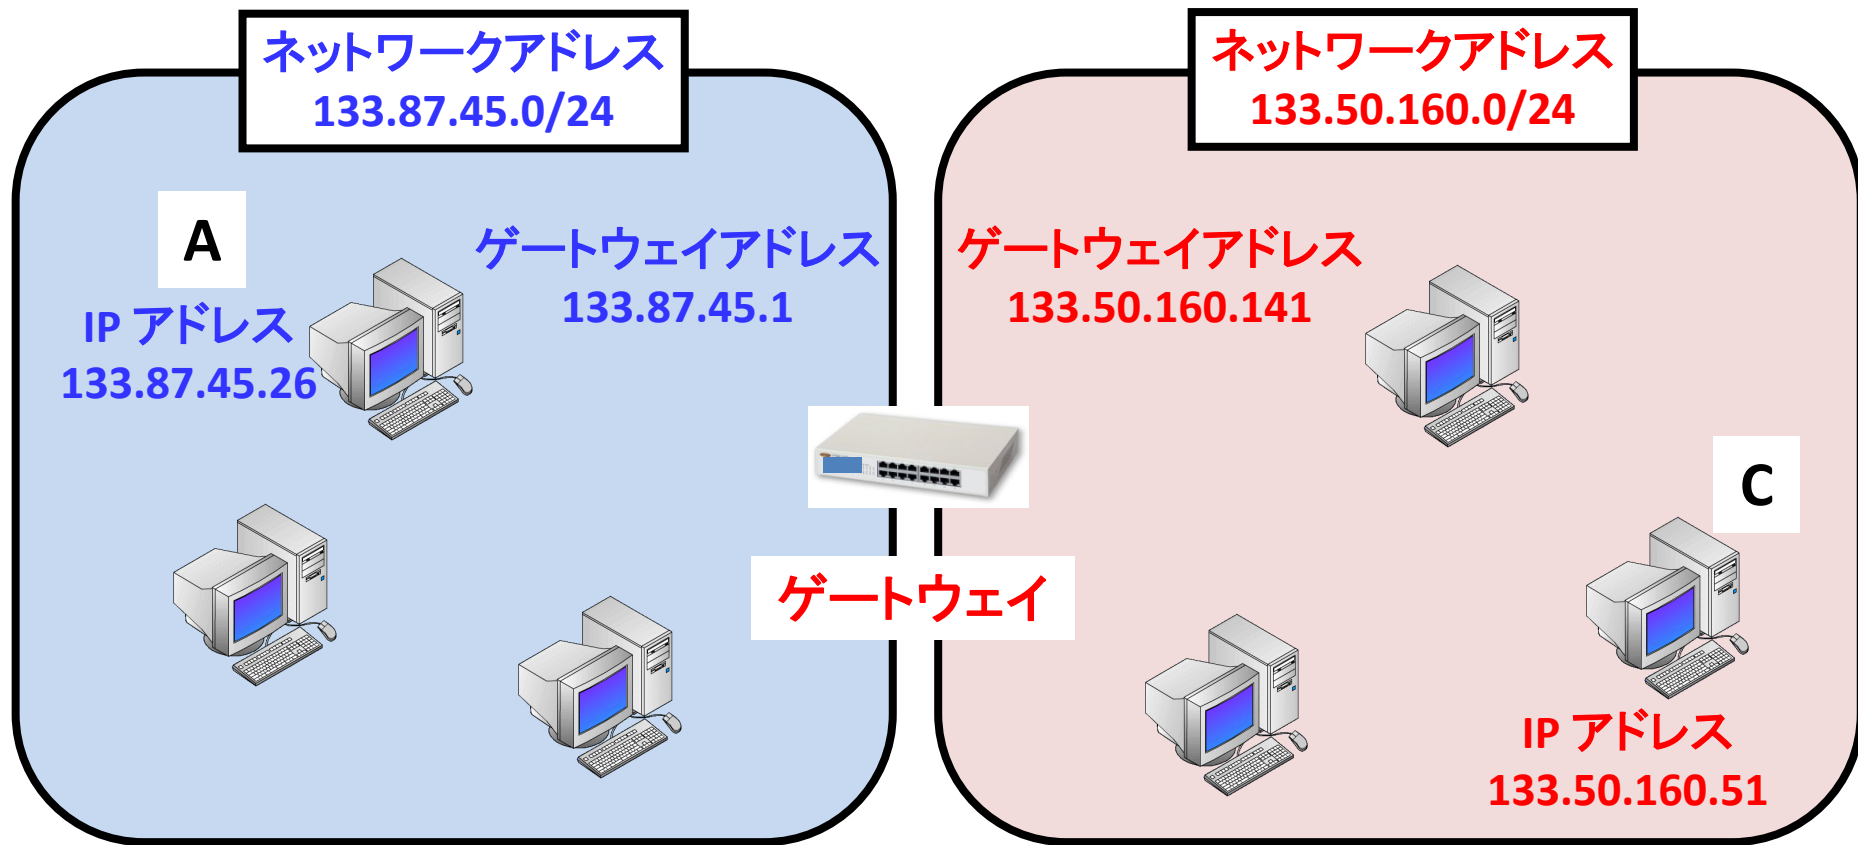 ネットワークアドレス
133.87.45.0/24
ネットワークアドレス
133.50.160.0/24
A
ゲートウェイアドレス
133.87.45.1
IP アドレス
133.87.45.26
ゲートウェイアドレス
133.50.160.141
ゲートウェイ
C
IP アドレス
133.50.160.51